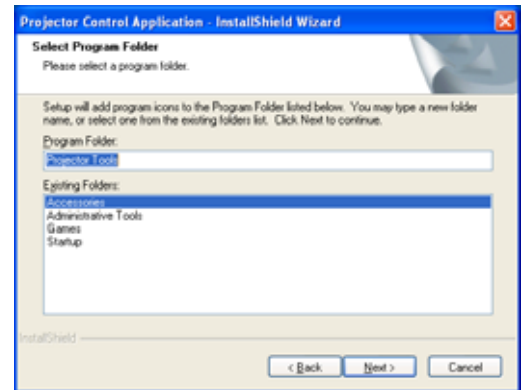 Projector Control Application - InstallShield Wizard
Select Program Folder
Please select a program folder.
Setup will add program icons to the Program Folder listed below. You may type a new folder
name, or select one from the existing folders list. Click Next to continue.
Program Folder:
Projector Tools
Existing Folders:
Accessories
Administrative Tools
Games
Startup
InstallShield
< Back
Next >
Cancel